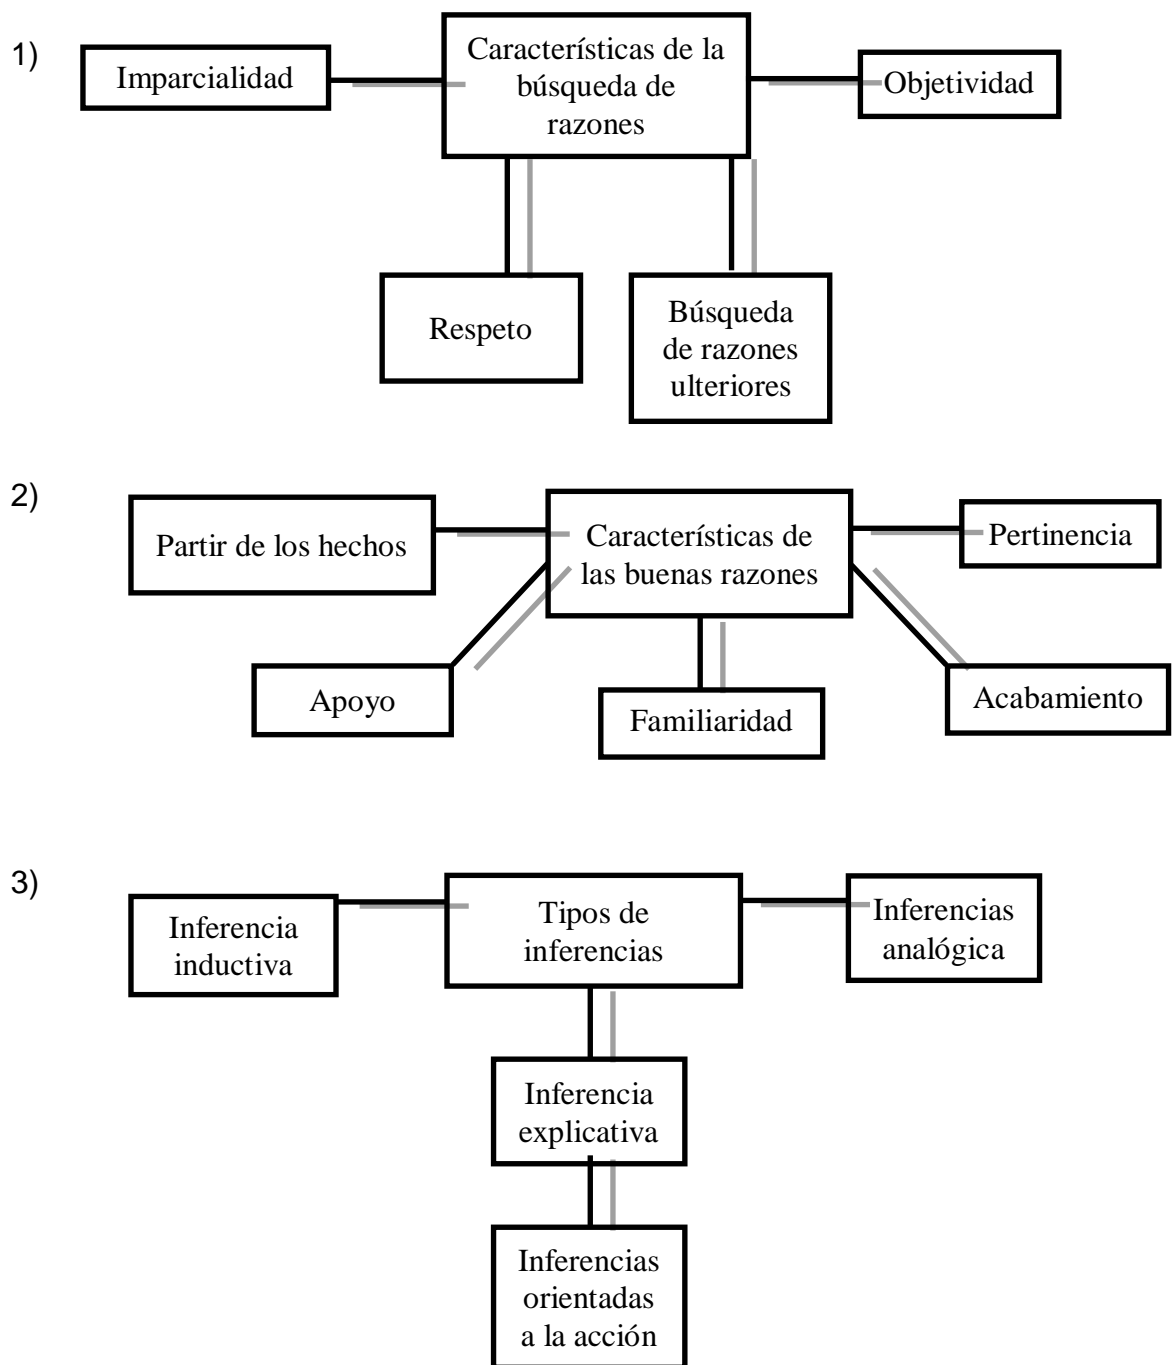 1)
Imparcialidad
Características de la
búsqueda de
razones
Objetividad
Respeto
Búsqueda
de razones
ulteriores
2)
Partir de los hechos
Características de
las buenas razones
Pertinencia
Apoyo
Familiaridad
Acabamiento
3)
Inferencia
inductiva
Tipos de
inferencias
Inferencias
analógica
Inferencia
explicativa
Inferencias
orientadas
a la acción